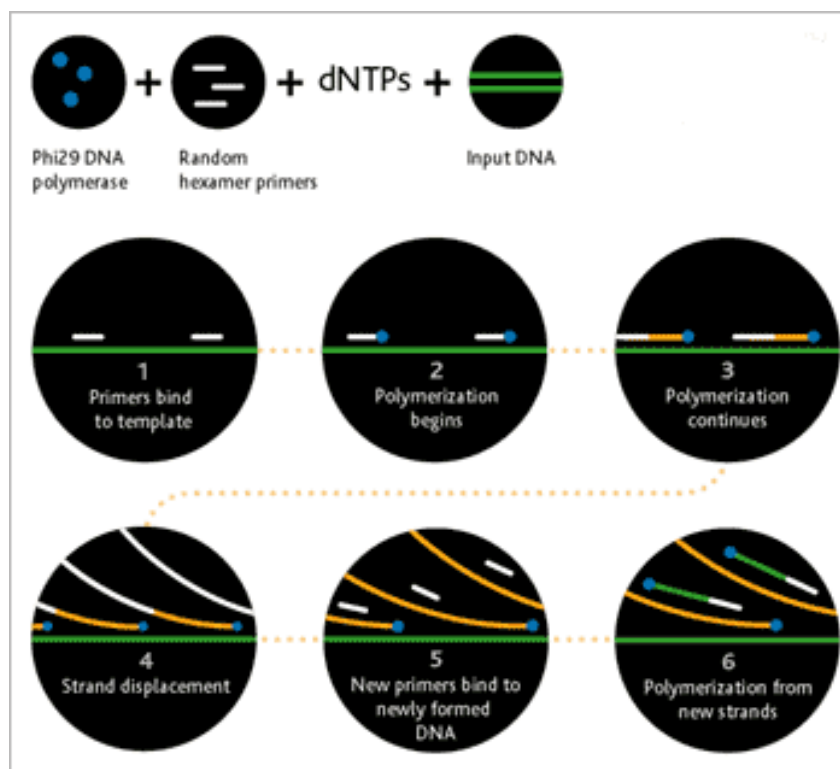 + + dNTPs +
Phi29 DNA
polymerase
Random
hexamer primers
Input DNA
1
Primers bind
to template
2
Polymerization
begins
3
Polymerization
continues
4
Strand displacement
5
New primers bind to
newly formed
DNA
6
Polymerization from
new strands